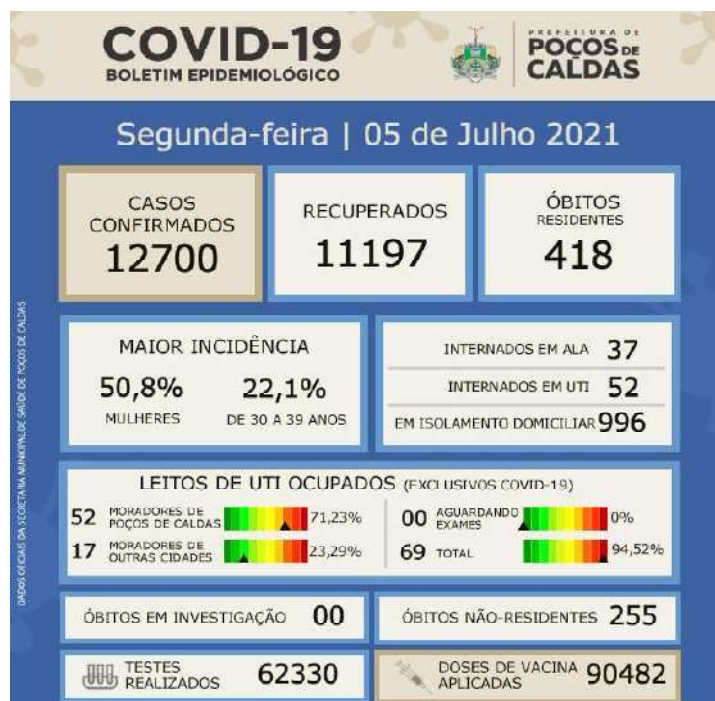 COVID-19
BOLETIM EPIDEMIOLÓGICO
PREFEITURA DE
POÇOS DE
CALDAS
Segunda-feira | 05 de Julho 2021
CASOS
CONFIRMADOS
12700
RECUPERADOS
11197
ÓBITOS
RESIDENTES
418
MAIOR INCIDÊNCIA
50,8% 22,1%
MULHERES DE 30 A 39 ANOS
INTERNADOS EM ALA 37
INTERNADOS EM UTI 52
EM ISOLAMENTO DOMICILIAR 996
LEITOS DE UTI OCUPADOS (EXCLUSIVOS COVID-19)
52 MORADORES DE
POÇOS DE CALDAS 71,23%
17 MORADORES DE
OUTRAS CIDADES 23,29%
00 AGUARDANDO
EXAMES 0%
69 TOTAL 94,52%
ÓBITOS EM INVESTIGAÇÃO 00
ÓBITOS NÃO-RESIDENTES 255
TESTES
REALIZADOS 62330
DOSES DE VACINA
APLICADAS 90482
DADOS OFICIAIS DA SECRETARIA MUNICIPAL DE SAÚDE DE POÇOS DE CALDAS